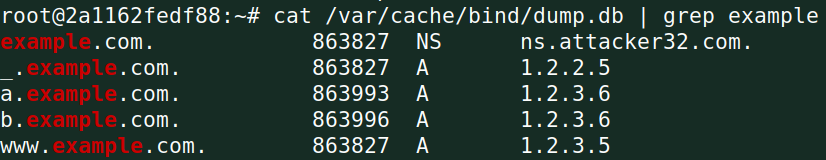 root@2a1162fedf88:~# cat /var/cache/bind/dump.db | grep example
example.com. 863827 NS ns.attacker32.com.
_.example.com. 863827 A 1.2.2.5
a.example.com. 863993 A 1.2.3.6
b.example.com. 863996 A 1.2.3.6
www.example.com. 863827 A 1.2.3.5